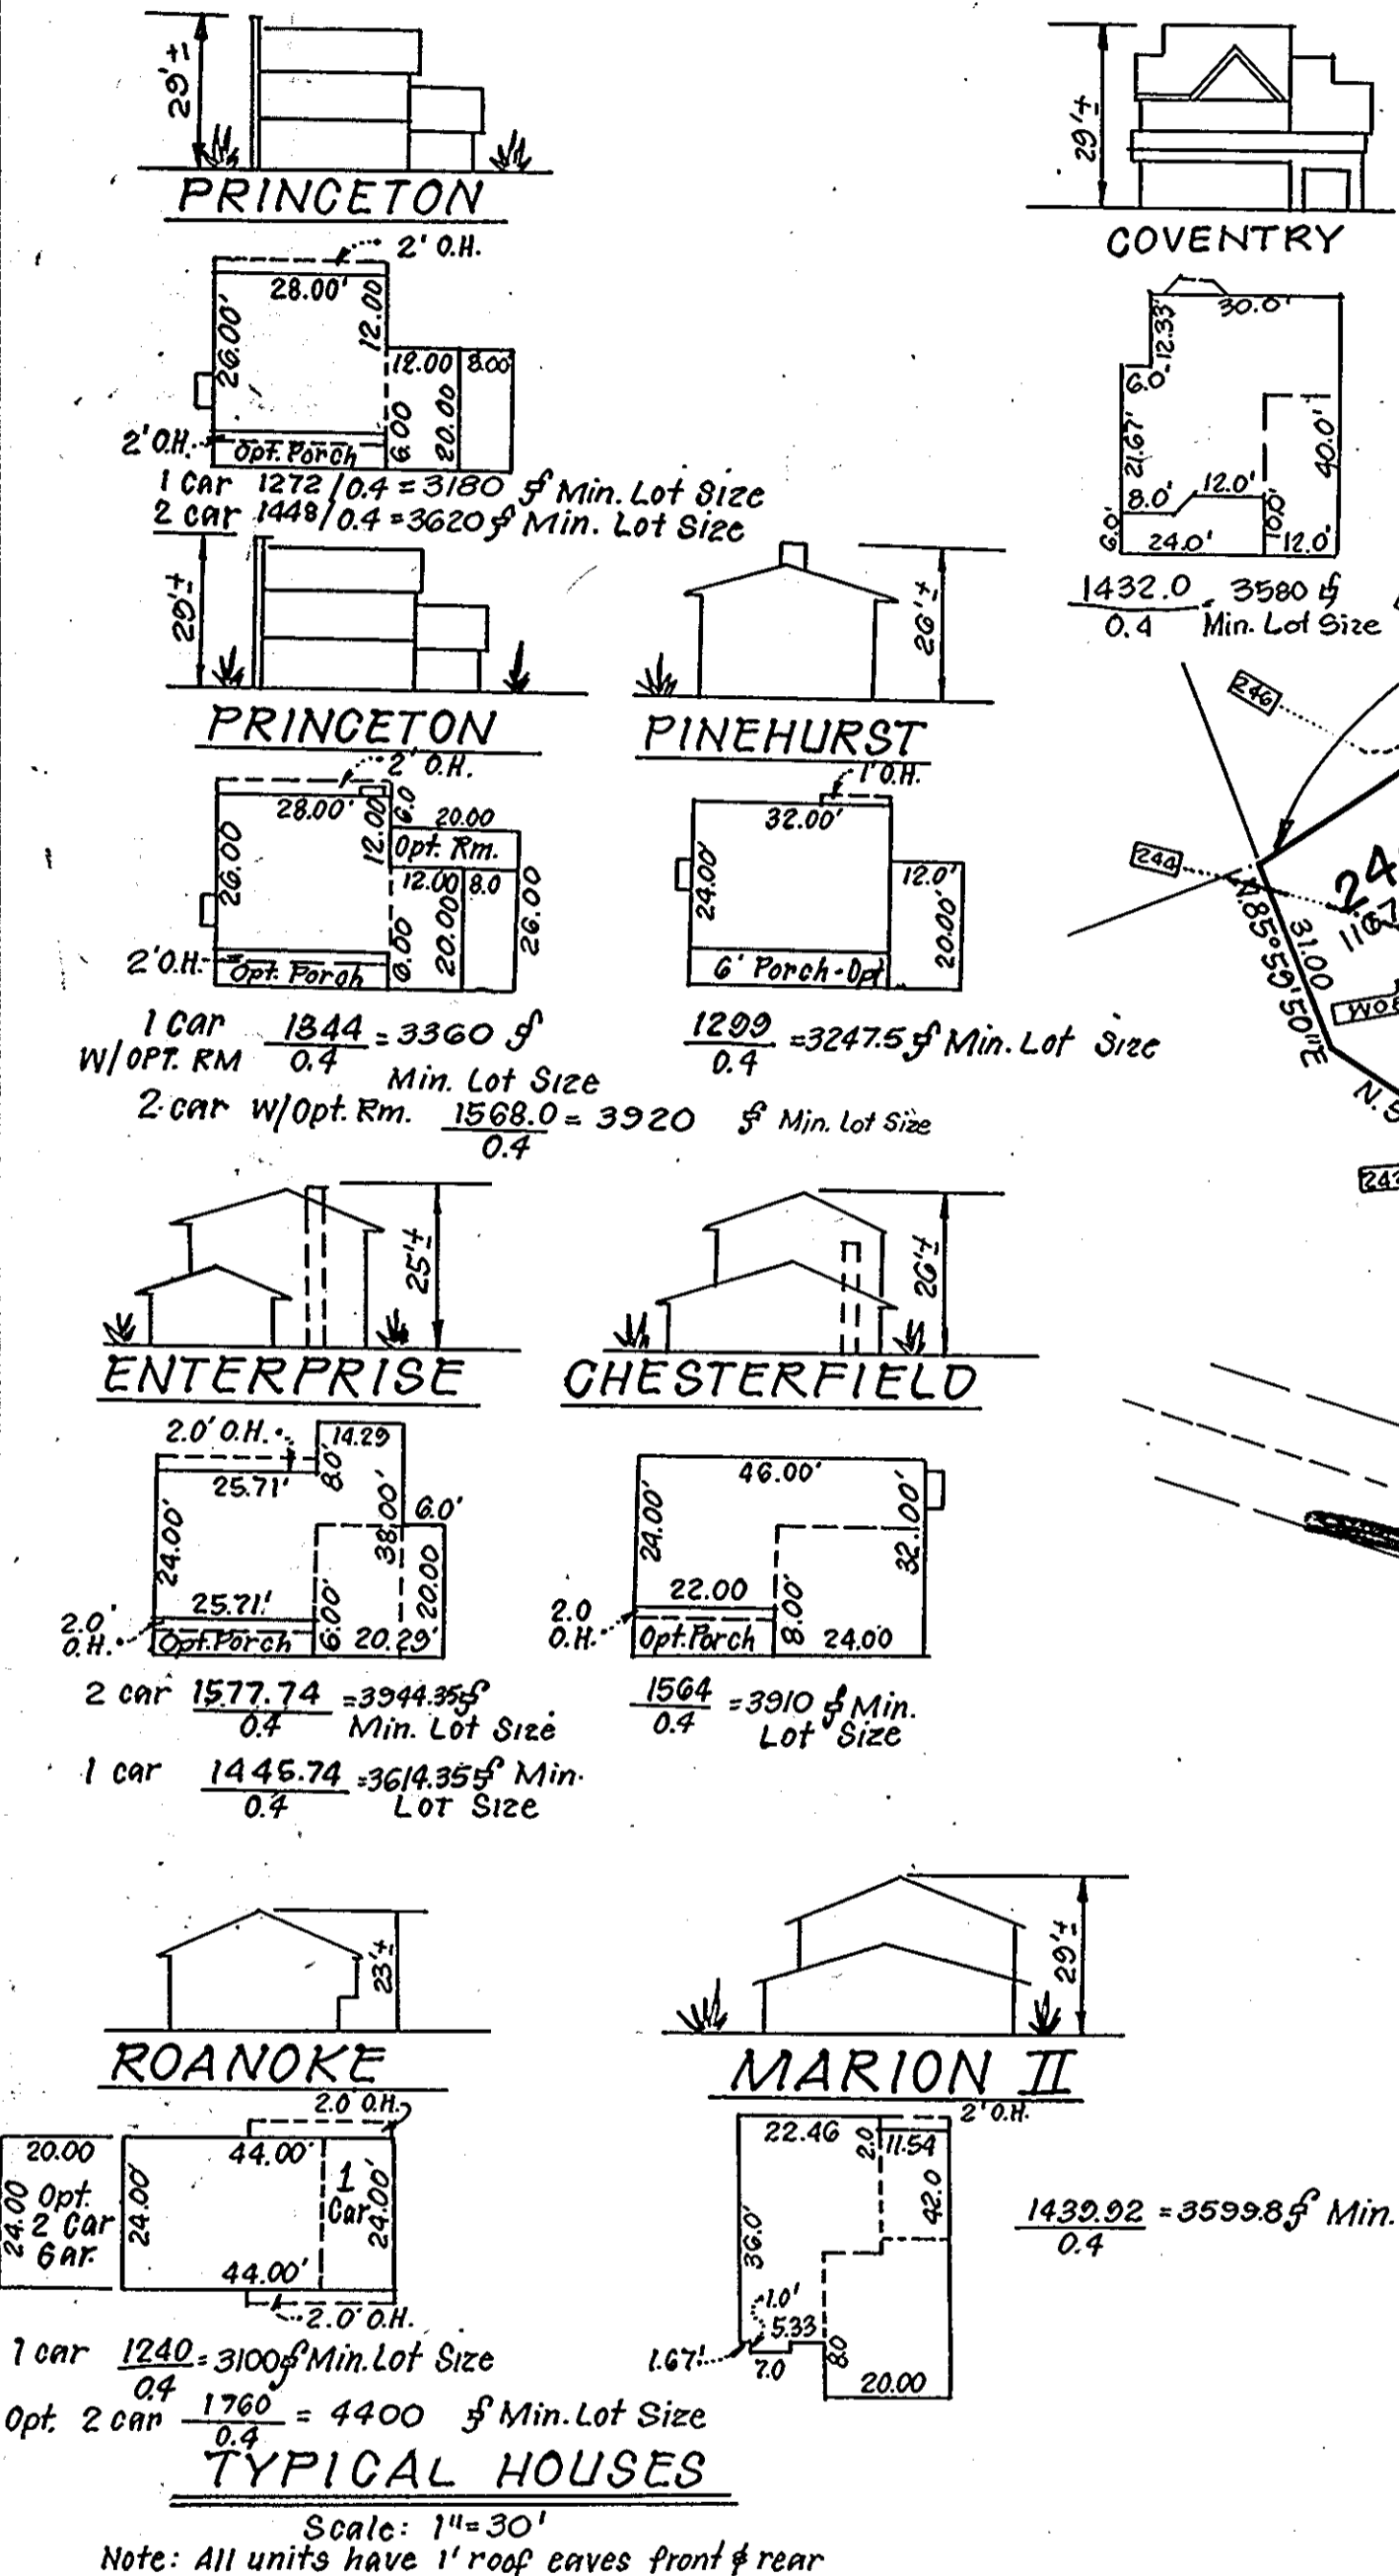 29'±
PRINCETON
2' O.H.
28.00'
26.00'
12.00
12.00
8.00
6.00
20.00
2' O.H.
Opt. Porch
1 car 1272/0.4 = 3180 sf Min. Lot Size
2 car 1448/0.4 = 3620 sf Min. Lot Size
29'±
COVENTRY
30.0'
12.33'
6.0
21.67'
40.0'
8.0'
12.0'
6.0'
10.0'
24.0'
12.0'
1432.0
0.4
= 3580 sf
Min. Lot Size
29'±
PRINCETON
2' O.H.
28.00'
6.0
12.00
20.00
Opt. Rm.
26.00
12.00
8.0
26.00
6.00
20.00
2' O.H.
Opt. Porch
1 Car
W/OPT. RM
1344
0.4
= 3360 sf
Min. Lot Size
2 car W/Opt. Rm.
1568.0
0.4
= 3920 sf Min. Lot Size
26'±
PINEHURST
1' O.H.
32.00'
24.00'
12.0'
20.00'
6' Porch-Opt
1299
0.4
=3247.5 sf Min. Lot Size
246
244
N.85°59'50"E
31.00
25'±
ENTERPRISE
2.0' O.H.
14.29
8.0'
25.71'
24.00'
38.00'
6.0'
25.71'
6.00'
20.00
2.0'
O.H.
Opt. Porch
20.29'
2 car
1577.74
0.4
=3944.35 sf
Min. Lot Size
1 car
1445.74
0.4
=3614.35 sf Min.
Lot Size
26'±
CHESTERFIELD
46.00'
24.00'
32.00'
22.00
8.00'
2.0
O.H.
Opt. Porch
24.00
1564
0.4
=3910 sf Min.
Lot Size
23'±
ROANOKE
2.0' O.H.
20.00
24.00
Opt.
2 Car
Gar.
44.00'
24.00'
1
Car
24.00'
44.00'
2.0' O.H.
1 car
1240
0.4
= 3100 sf Min. Lot Size
Opt. 2 car
1760
0.4
= 4400 sf Min. Lot Size
29'±
MARION II
2' O.H.
22.46
2.0
11.54
36.0'
42.0
1.0'
5.33
1.67'
7.0
8.0
20.00
1439.92
0.4
=3599.8 sf Min.
TYPICAL HOUSES
Scale: 1"=30'
Note: All units have 1' roof eaves front & rear